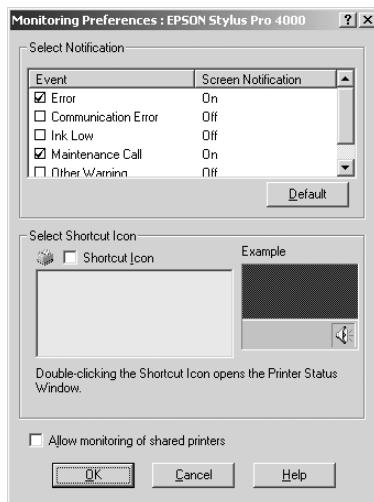 Monitoring Preferences : EPSON Stylus Pro 4000
Select Notification
Event Screen Notification
Error On
Communication Error Off
Ink Low Off
Maintenance Call On
Other Warning Off
Default
Select Shortcut Icon
Shortcut Icon Example
Double-clicking the Shortcut Icon opens the Printer Status
Window.
Allow monitoring of shared printers
OK Cancel Help